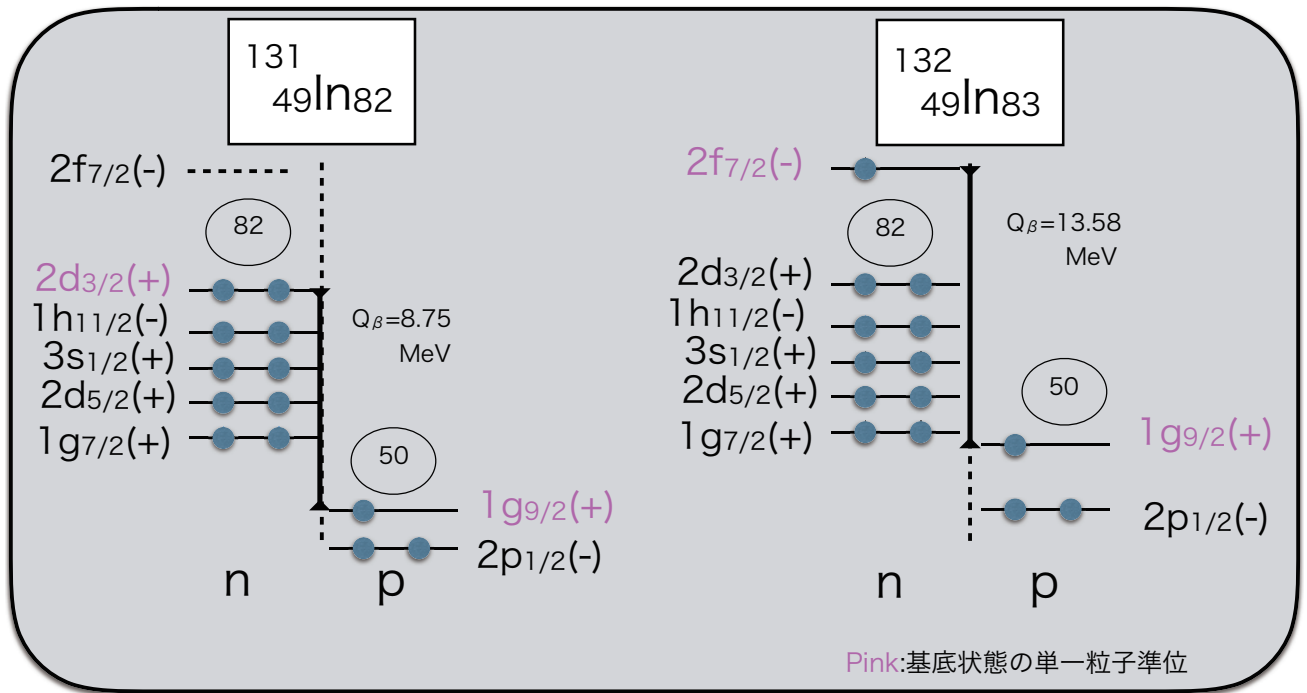 131
49In82
2f7/2(-)
82
2d3/2(+)
1h11/2(-)
3s1/2(+)
2d5/2(+)
1g7/2(+)
Qβ=8.75
MeV
50
1g9/2(+)
2p1/2(-)
n
p
132
49In83
2f7/2(-)
82
2d3/2(+)
1h11/2(-)
3s1/2(+)
2d5/2(+)
1g7/2(+)
Qβ=13.58
MeV
50
1g9/2(+)
2p1/2(-)
n
p
Pink:基底状態の単一粒子準位